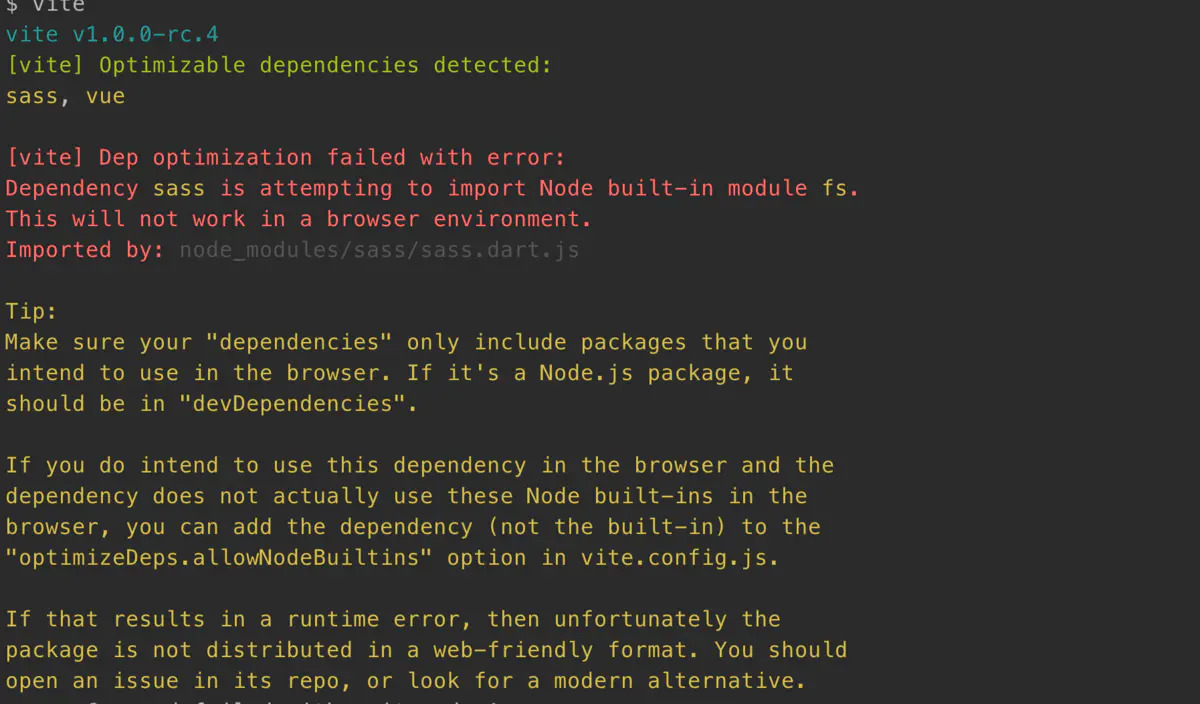 $ vite
vite v1.0.0-rc.4
[vite] Optimizable dependencies detected:
sass, vue
[vite] Dep optimization failed with error:
Dependency sass is attempting to import Node built-in module fs.
This will not work in a browser environment.
Imported by: node_modules/sass/sass.dart.js
Tip:
Make sure your "dependencies" only include packages that you
intend to use in the browser. If it's a Node.js package, it
should be in "devDependencies".
If you do intend to use this dependency in the browser and the
dependency does not actually use these Node built-ins in the
browser, you can add the dependency (not the built-in) to the
"optimizeDeps.allowNodeBuiltins" option in vite.config.js.
If that results in a runtime error, then unfortunately the
package is not distributed in a web-friendly format. You should
open an issue in its repo, or look for a modern alternative.